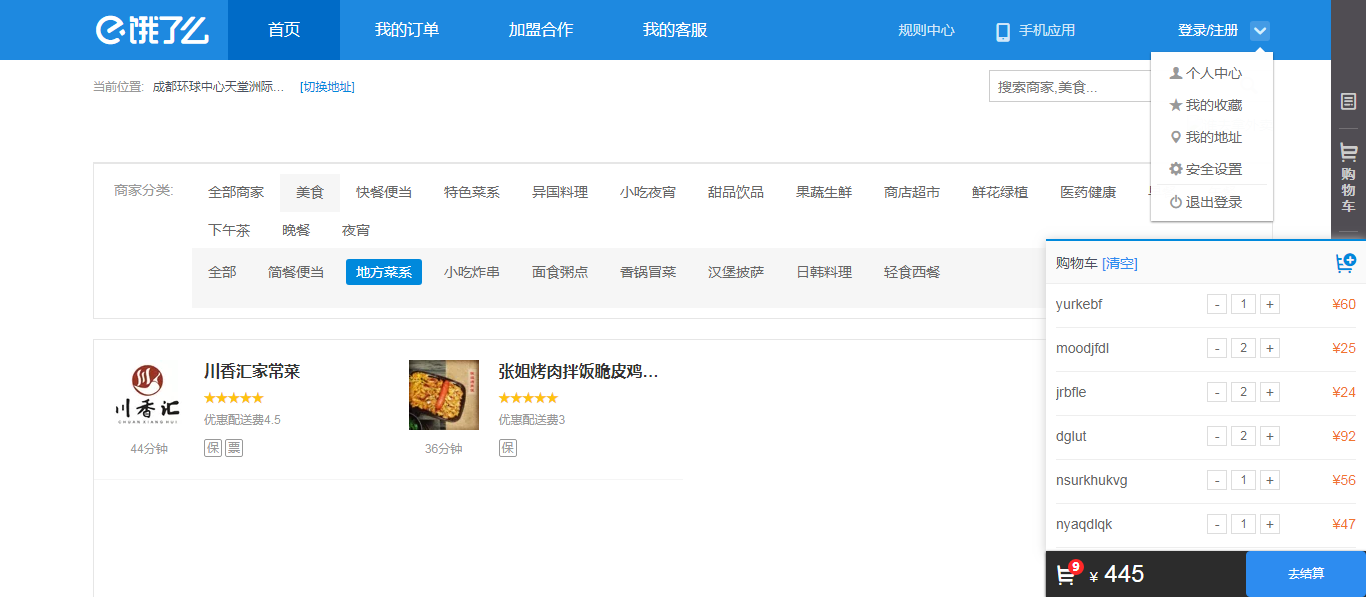 饿了么 首页 我的订单 加盟合作 我的客服 规则中心 手机应用 登录/注册
当前位置: 成都环球中心天堂洲际... [切换地址] 搜索商家,美食...
个人中心
我的收藏
我的地址
安全设置
退出登录
购物车
商家分类: 全部商家 美食 快餐便当 特色菜系 异国料理 小吃夜宵 甜品饮品 果蔬生鲜 商店超市 鲜花绿植 医药健康
下午茶 晚餐 夜宵
全部 简餐便当 地方菜系 小吃炸串 面食粥点 香锅冒菜 汉堡披萨 日韩料理 轻食西餐
川香汇
CHUAN XIANG HUI
44分钟
川香汇家常菜
优惠配送费4.5
保 票
36分钟
张姐烤肉拌饭脆皮鸡...
优惠配送费3
保
购物车 [清空]
yurkebf - 1 + ¥60
moodjfdl - 2 + ¥25
jrbfle - 2 + ¥24
dglut - 2 + ¥92
nsurkhukvg - 1 + ¥56
nyaqdlqk - 1 + ¥47
9 ¥ 445 去结算